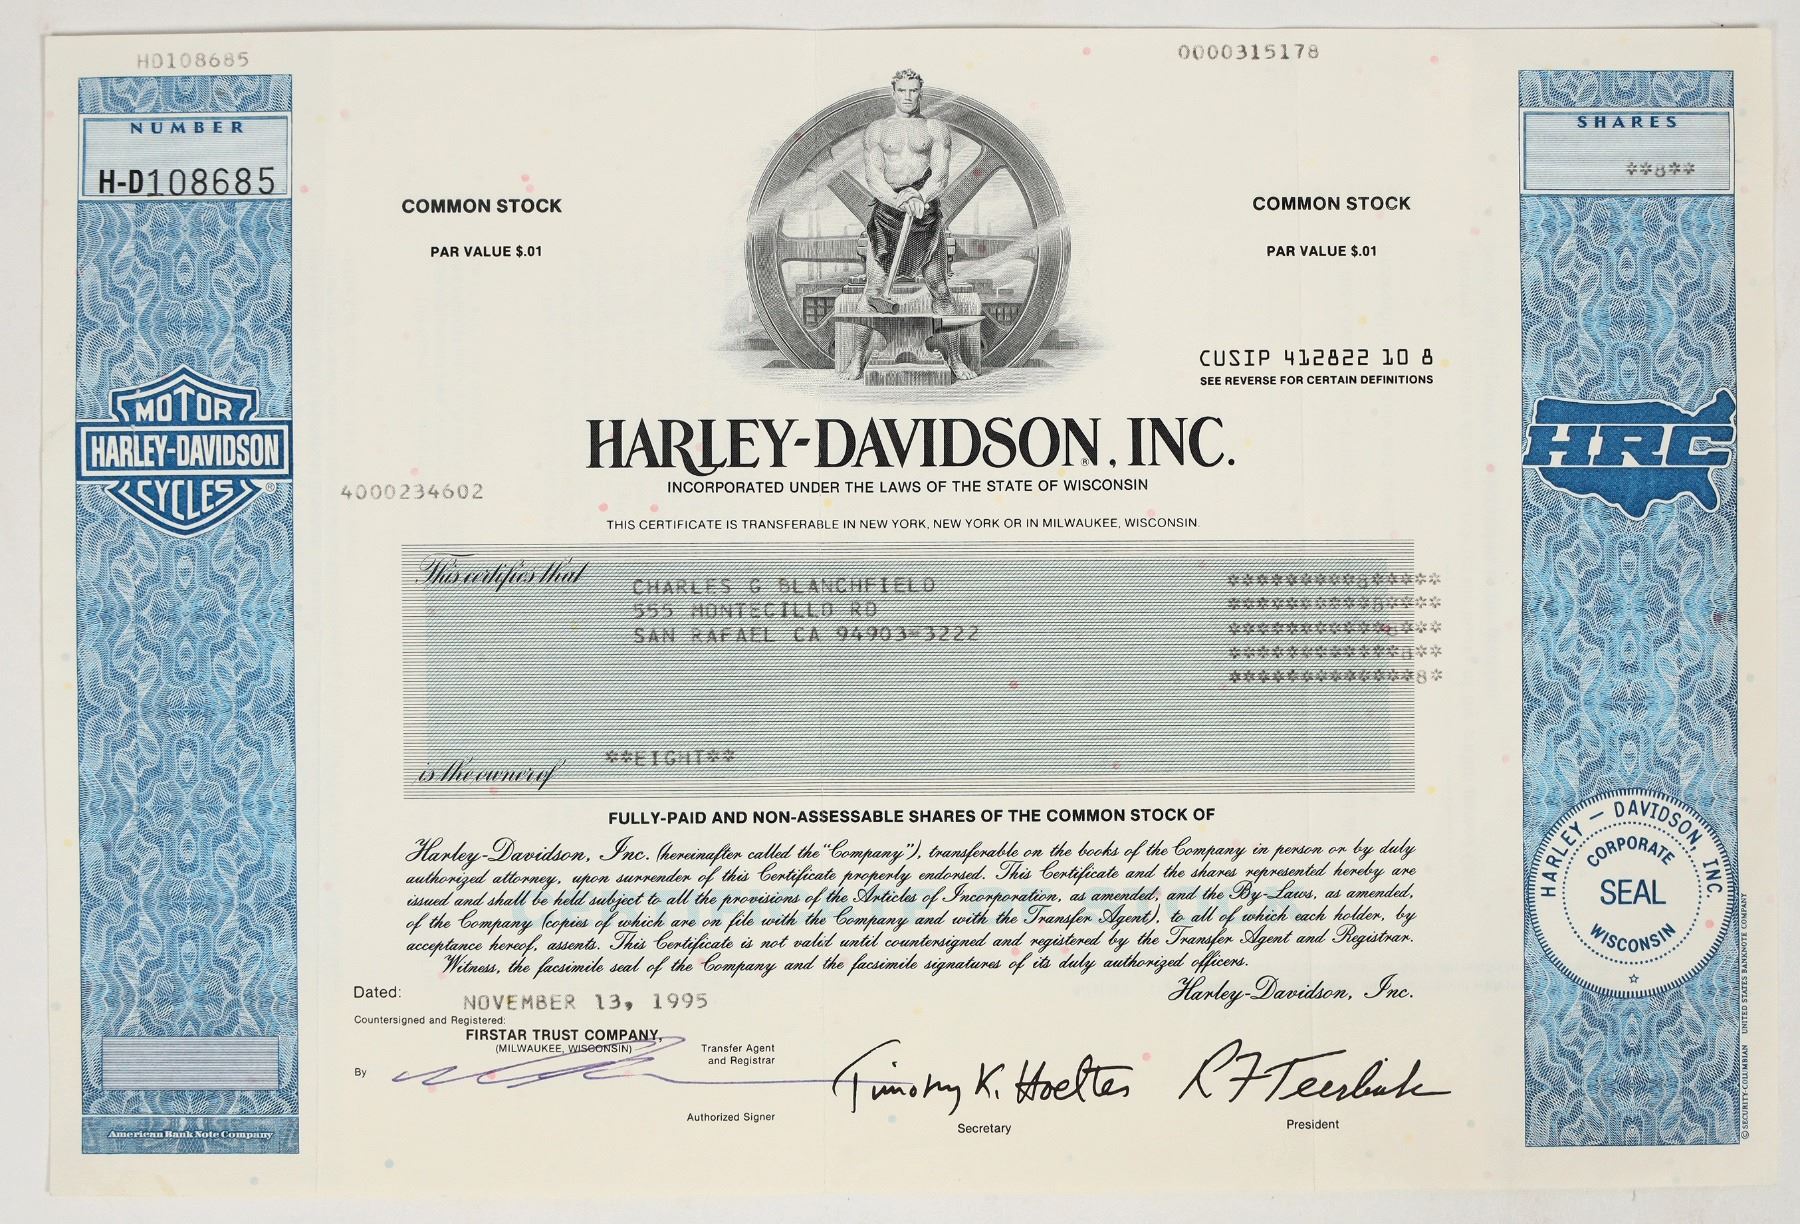 HD108685
0000315178
NUMBER
H-D108685
SHARES
**8**
COMMON STOCK
PAR VALUE $.01
COMMON STOCK
PAR VALUE $.01
CUSIP 412822 10 8
SEE REVERSE FOR CERTAIN DEFINITIONS
MOTOR
HARLEY-DAVIDSON
CYCLES
®
HRC
HARLEY-DAVIDSON®, INC.
INCORPORATED UNDER THE LAWS OF THE STATE OF WISCONSIN
4000234602
THIS CERTIFICATE IS TRANSFERABLE IN NEW YORK, NEW YORK OR IN MILWAUKEE, WISCONSIN.
This certifies that
CHARLES G BLANCHFIELD
555 MONTECILLO RD
SAN RAFAEL CA 94903-3222
**********8*****
***********8****
************8***
*************8**
**************8*
**EIGHT**
is the owner of
FULLY-PAID AND NON-ASSESSABLE SHARES OF THE COMMON STOCK OF
Harley-Davidson, Inc. (hereinafter called the "Company"), transferable on the books of the Company in person or by duly
authorized attorney, upon surrender of this Certificate properly endorsed. This Certificate and the shares represented hereby are
issued and shall be held subject to all the provisions of the Articles of Incorporation, as amended, and the By-Laws, as amended,
of the Company (copies of which are on file with the Company and with the Transfer Agent), to all of which each holder, by
acceptance hereof, assents. This Certificate is not valid until countersigned and registered by the Transfer Agent and Registrar.
Witness, the facsimile seal of the Company and the facsimile signatures of its duly authorized officers.
Harley-Davidson, Inc.
Dated: NOVEMBER 13, 1995
Countersigned and Registered:
FIRSTAR TRUST COMPANY,
(MILWAUKEE, WISCONSIN)
Transfer Agent
and Registrar
By
Authorized Signer
Timothy K. Hoelter
Secretary
R F Teerlink
President
HARLEY - DAVIDSON, INC
CORPORATE
SEAL
WISCONSIN
American Bank Note Company
© SECURITY-COLUMBIAN UNITED STATES BANKNOTE COMPANY